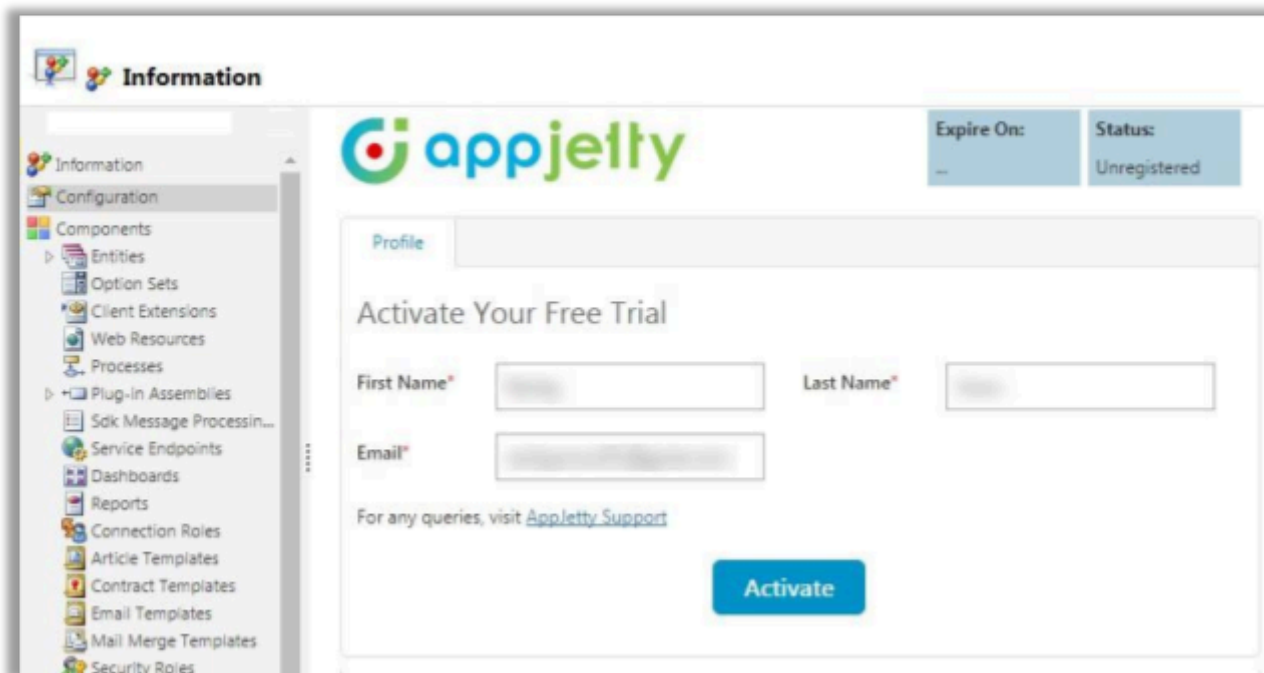 Information
Information
Configuration
Components
Entities
Option Sets
Client Extensions
Web Resources
Processes
Plug-in Assemblies
Sdk Message Processin...
Service Endpoints
Dashboards
Reports
Connection Roles
Article Templates
Contract Templates
Email Templates
Mail Merge Templates
Security Roles
appjetty
Expire On:
...
Status:
Unregistered
Profile
Activate Your Free Trial
First Name*
Last Name*
Email*
For any queries, visit AppJetty Support
Activate